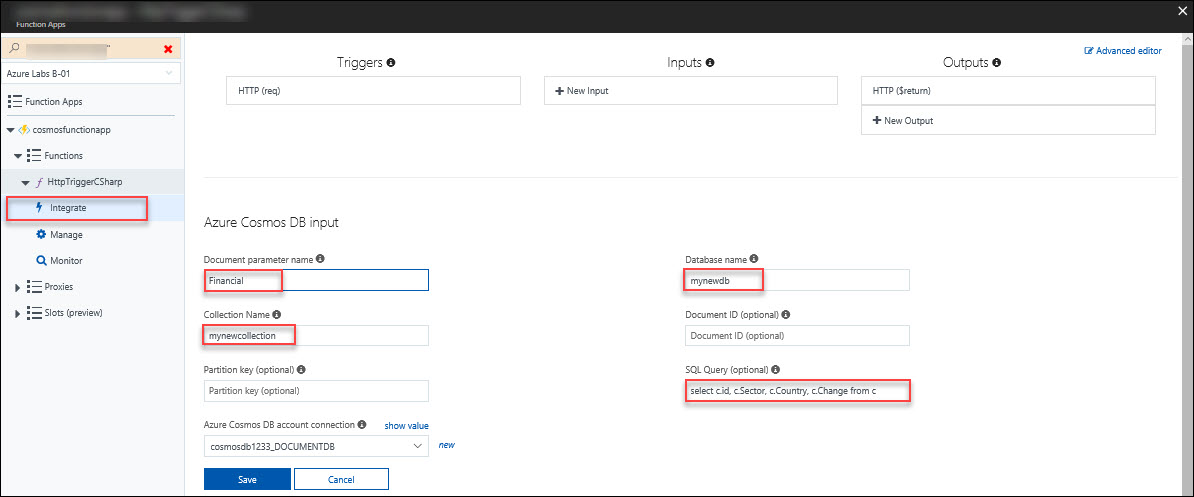 Function Apps
Azure Labs B-01
Function Apps
cosmosfunctionapp
Functions
HttpTriggerCSharp
Integrate
Manage
Monitor
Proxies
Slots (preview)
Advanced editor
Triggers
Inputs
Outputs
HTTP (req)
New Input
HTTP ($return)
New Output
Azure Cosmos DB input
Document parameter name
Database name
Financial
mynewdb
Collection Name
Document ID (optional)
mynewcollection
Document ID (optional)
Partition key (optional)
SQL Query (optional)
Partition key (optional)
select c.id, c.Sector, c.Country, c.Change from c
Azure Cosmos DB account connection
show value
cosmosdb1233_DOCUMENTDB
new
Save
Cancel